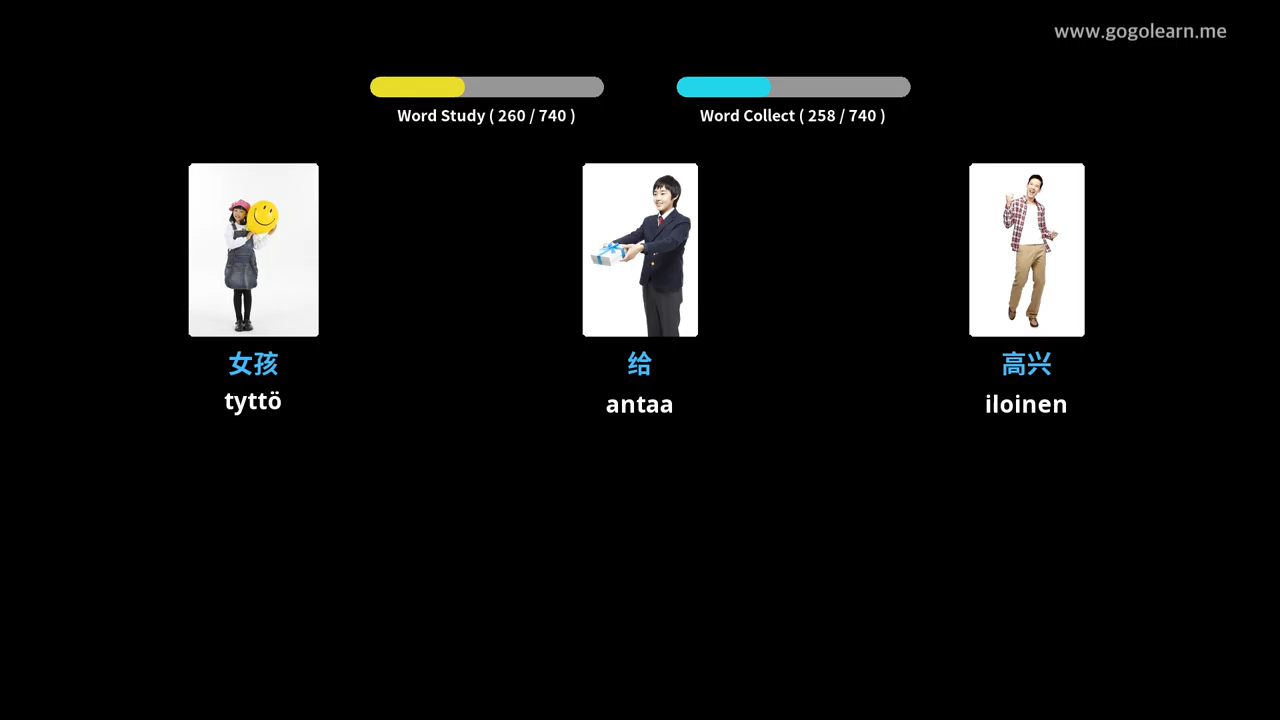 www.gogolearn.me
Word Study ( 260 / 740 )
Word Collect ( 258 / 740 )
女孩
给
高兴
tyttö
antaa
iloinen